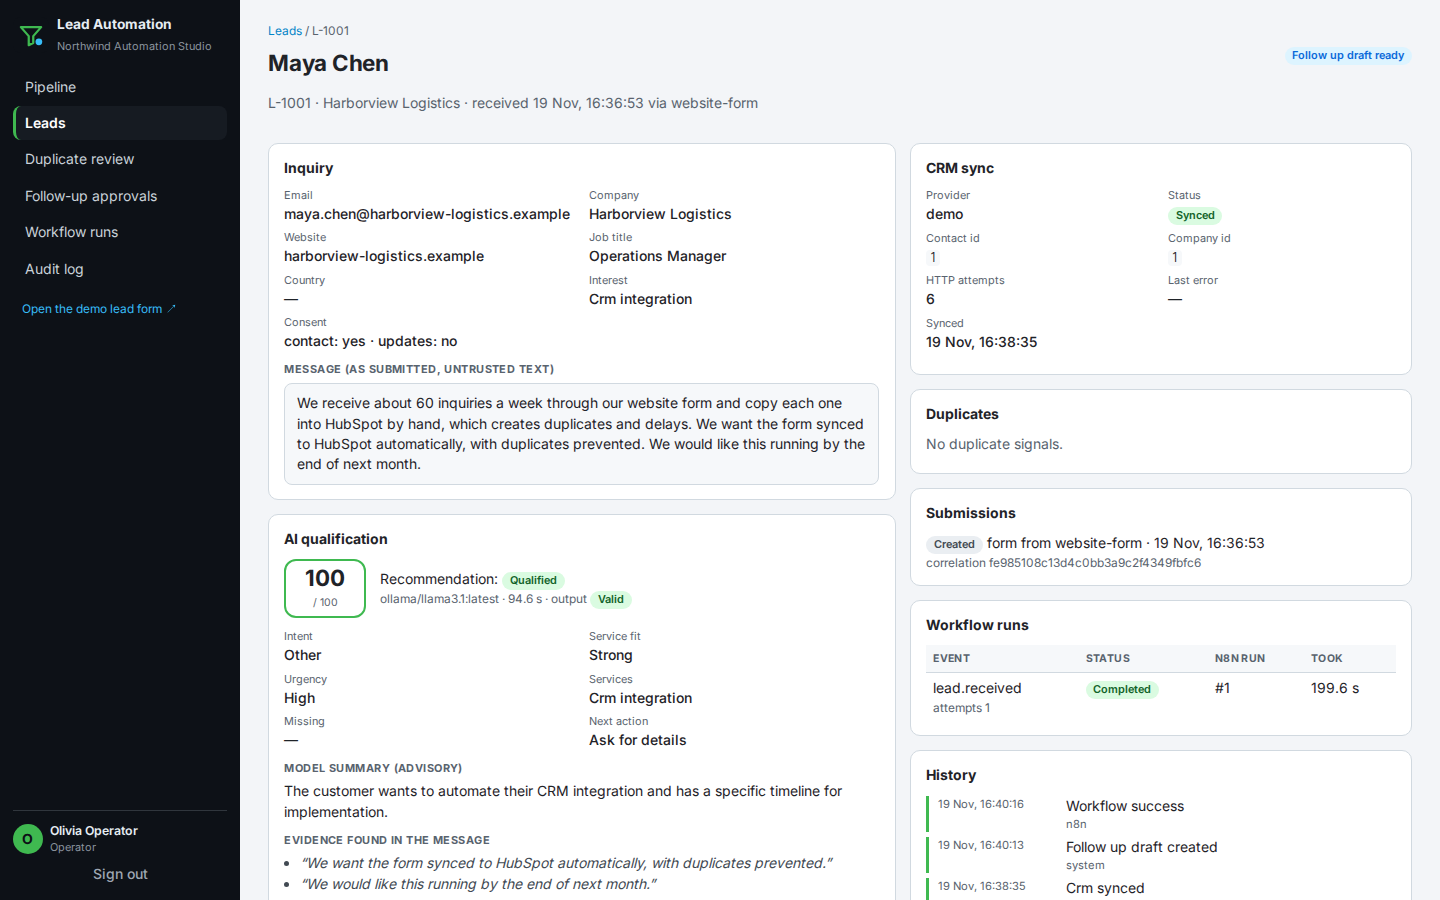 Lead Automation
Northwind Automation Studio
Pipeline
Leads
Duplicate review
Follow-up approvals
Workflow runs
Audit log
Open the demo lead form ↗
Olivia Operator
O
Operator
Sign out
Leads / L-1001
Maya Chen
Follow up draft ready
L-1001 · Harborview Logistics · received 19 Nov, 16:36:53 via website-form
Inquiry
Email
Company
maya.chen@harborview-logistics.example
Harborview Logistics
Website
Job title
harborview-logistics.example
Operations Manager
Country
Interest
—
Crm integration
Consent
contact: yes · updates: no
MESSAGE (AS SUBMITTED, UNTRUSTED TEXT)
We receive about 60 inquiries a week through our website form and copy each one
into HubSpot by hand, which creates duplicates and delays. We want the form synced
to HubSpot automatically, with duplicates prevented. We would like this running by the
end of next month.
AI qualification
100
/ 100
Recommendation: Qualified
ollama/llama3.1:latest · 94.6 s · output Valid
Intent
Service fit
Other
Strong
Urgency
Services
High
Crm integration
Missing
Next action
—
Ask for details
MODEL SUMMARY (ADVISORY)
The customer wants to automate their CRM integration and has a specific timeline for
implementation.
EVIDENCE FOUND IN THE MESSAGE
• “We want the form synced to HubSpot automatically, with duplicates prevented.”
• “We would like this running by the end of next month.”
CRM sync
Provider
Status
demo
Synced
Contact id
Company id
1
1
HTTP attempts
Last error
6
—
Synced
19 Nov, 16:38:35
Duplicates
No duplicate signals.
Submissions
Created form from website-form · 19 Nov, 16:36:53
correlation fe985108c13d4c0bb3a9c2f4349fbfc6
Workflow runs
EVENT STATUS N8N RUN TOOK
lead.received Completed #1 199.6 s
attempts 1
History
19 Nov, 16:40:16 Workflow success
n8n
19 Nov, 16:40:13 Follow up draft created
system
19 Nov, 16:38:35 Crm synced